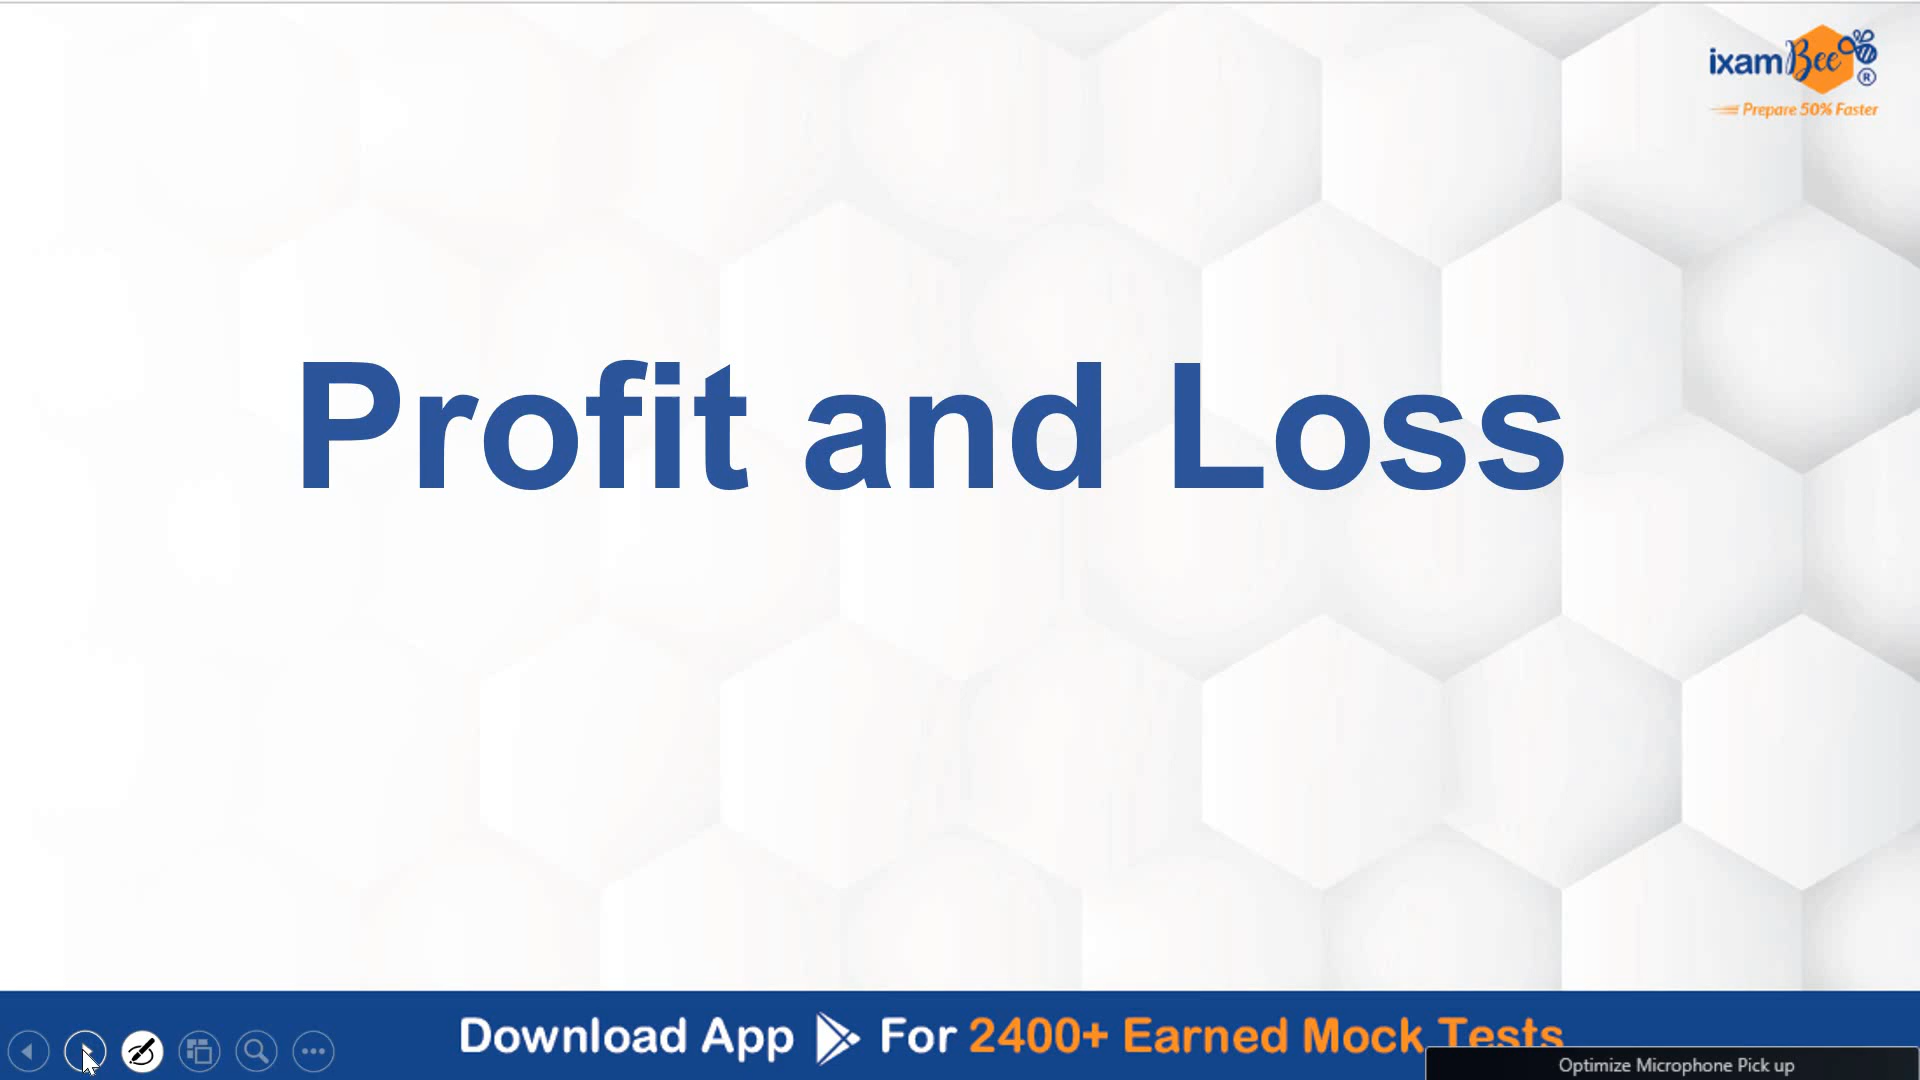 ixamBee®
Prepare 50% Faster
Profit and Loss
Download App For 2400+ Earned Mock Tests
Optimize Microphone Pick up